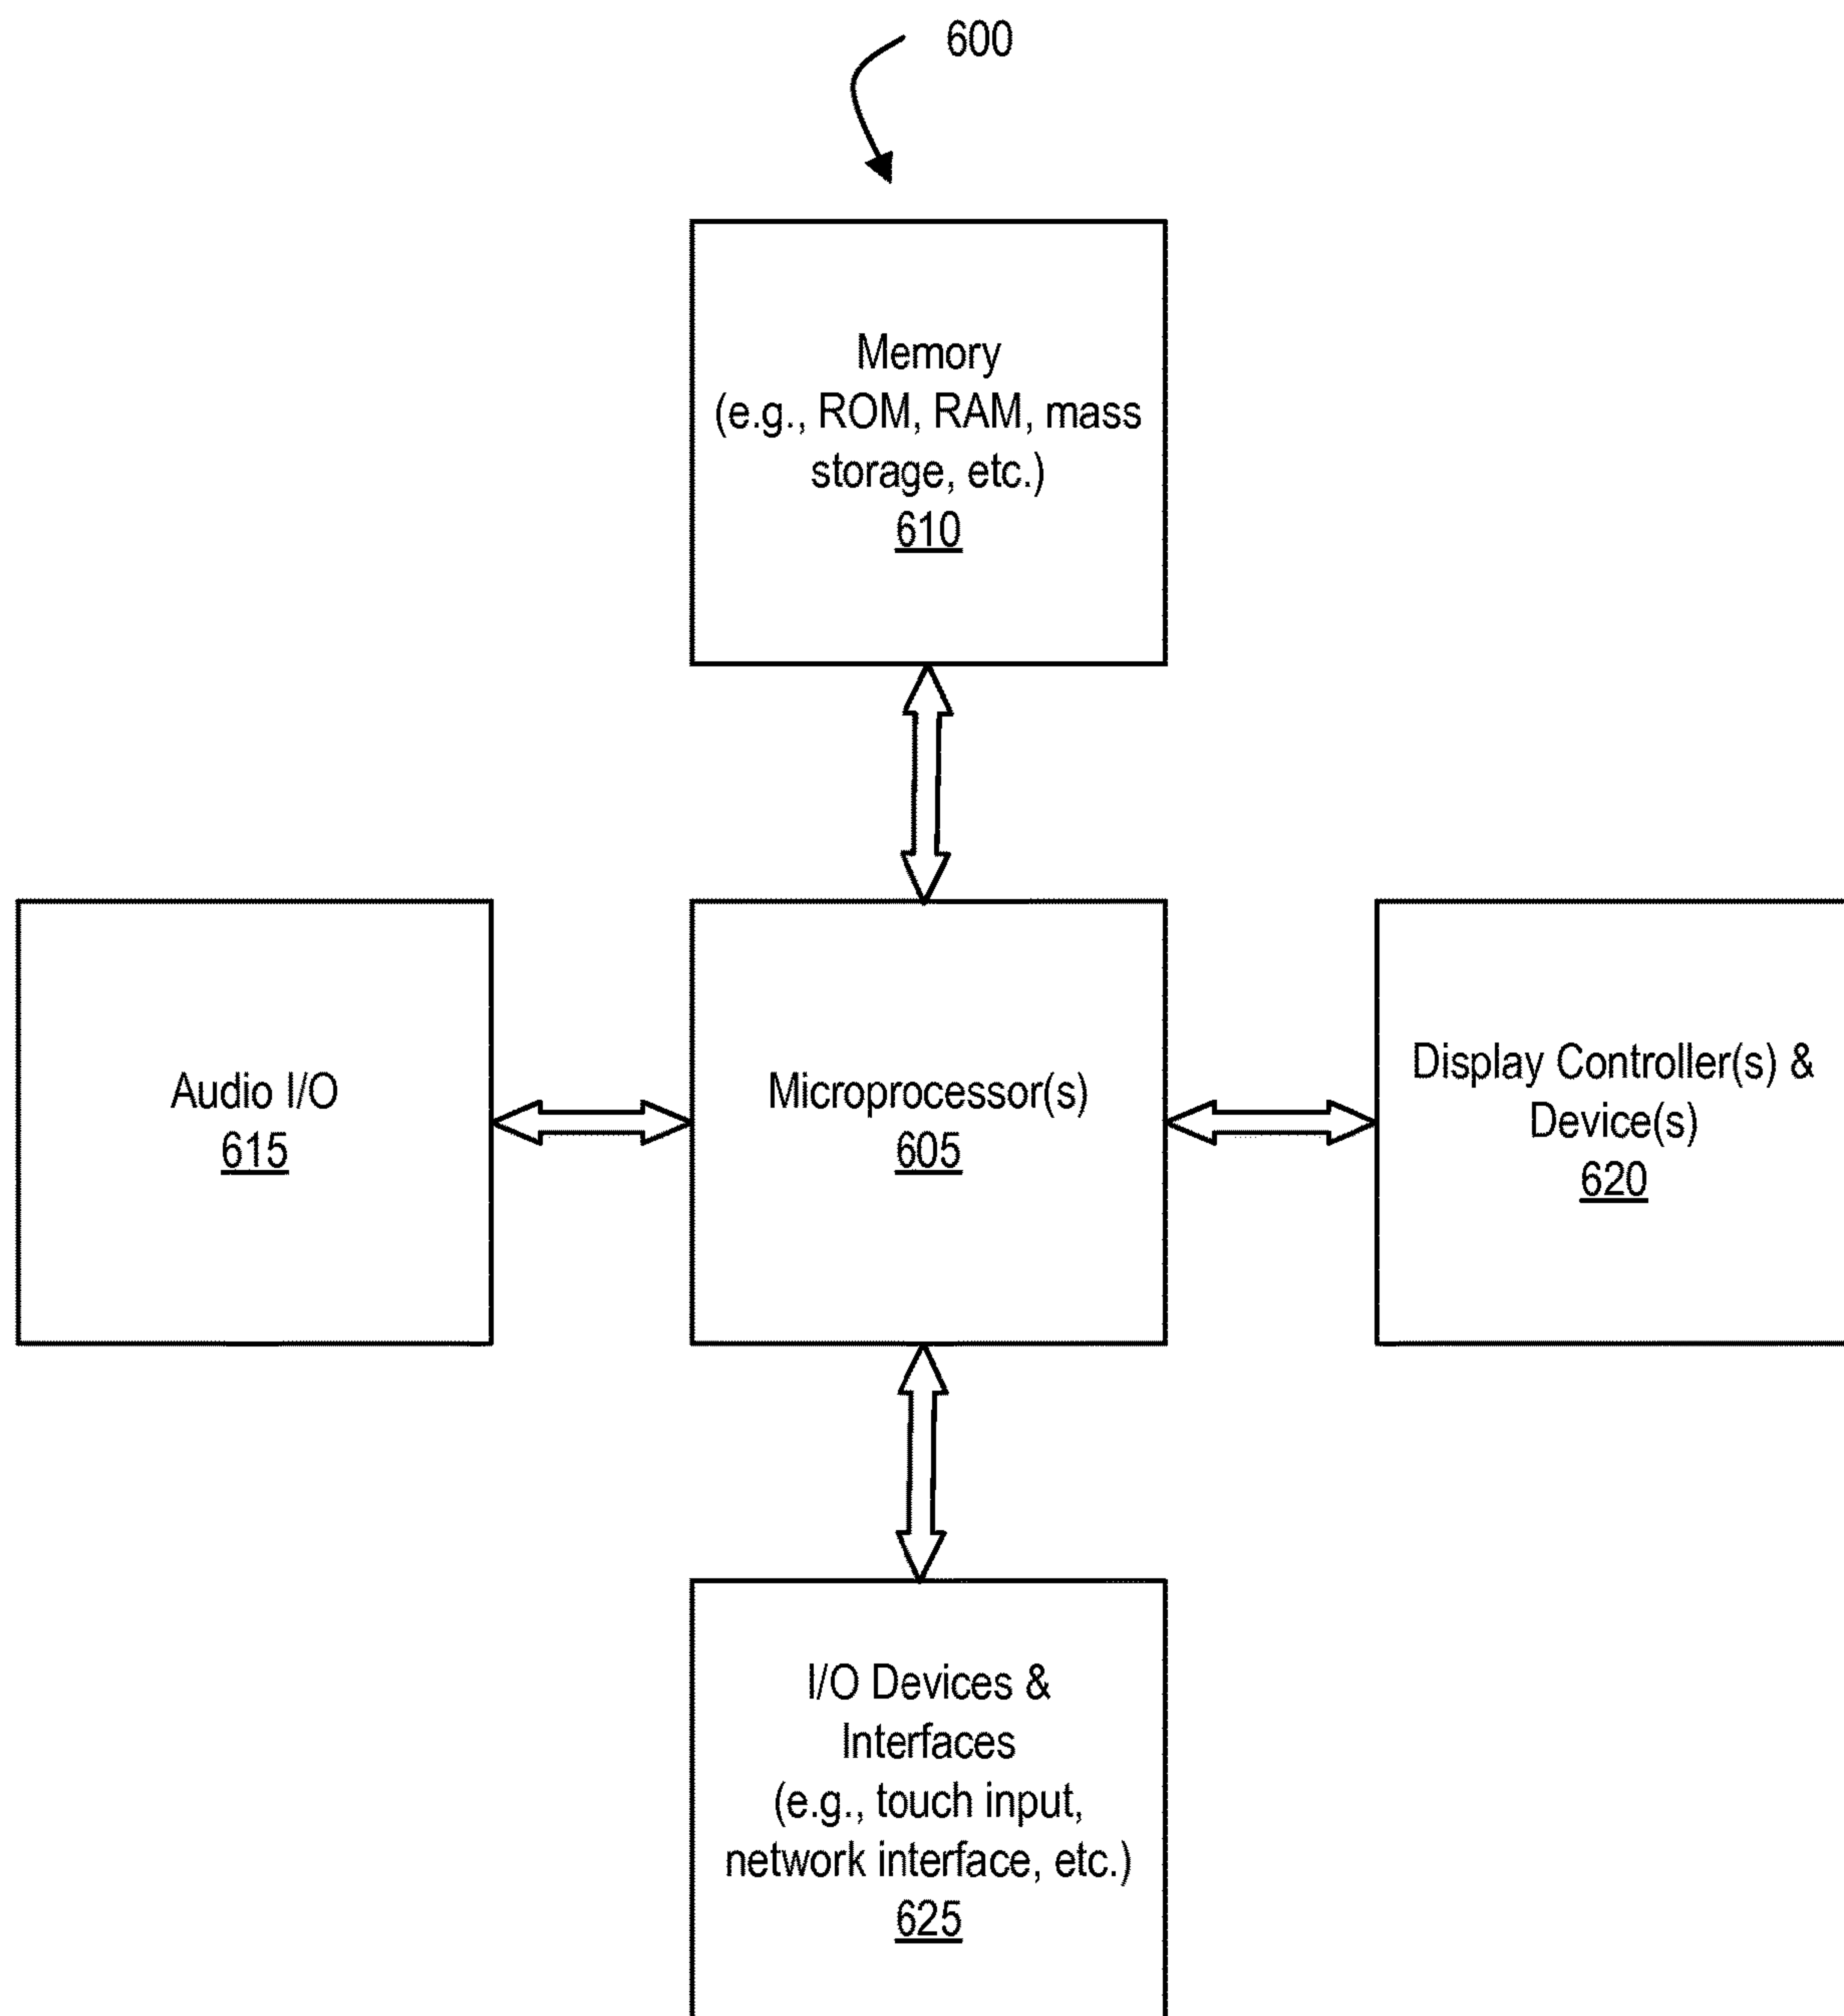 600
Memory
(e.g., ROM, RAM, mass
storage, etc.)
610
Audio I/O
615
Microprocessor(s)
605
Display Controller(s) &
Device(s)
620
I/O Devices &
Interfaces
(e.g., touch input,
network interface, etc.)
625